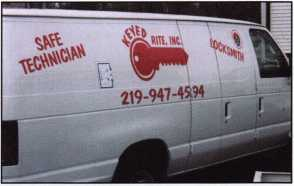 SAFE
TECHNICIAN
KEYED
RITE, INC.
LOCKSMITH
219-947-4594